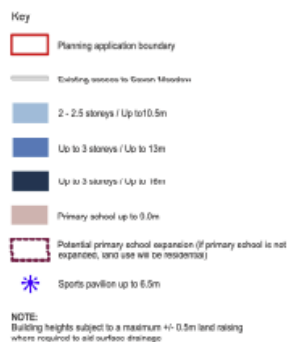 Key
Planning application boundary
Existing access to Saxon Meadow
2 - 2.5 storeys / Up to10.5m
Up to 3 storeys / Up to 13m
Up to 3 storeys / Up to 16m
Primary school up to 9.0m
Potential primary school expansion (if primary school is not
expanded, land use will be residential)
Sports pavilion up to 6.5m
NOTE:
Building heights subject to a maximum +/- 0.5m land raising
where required to aid surface drainage